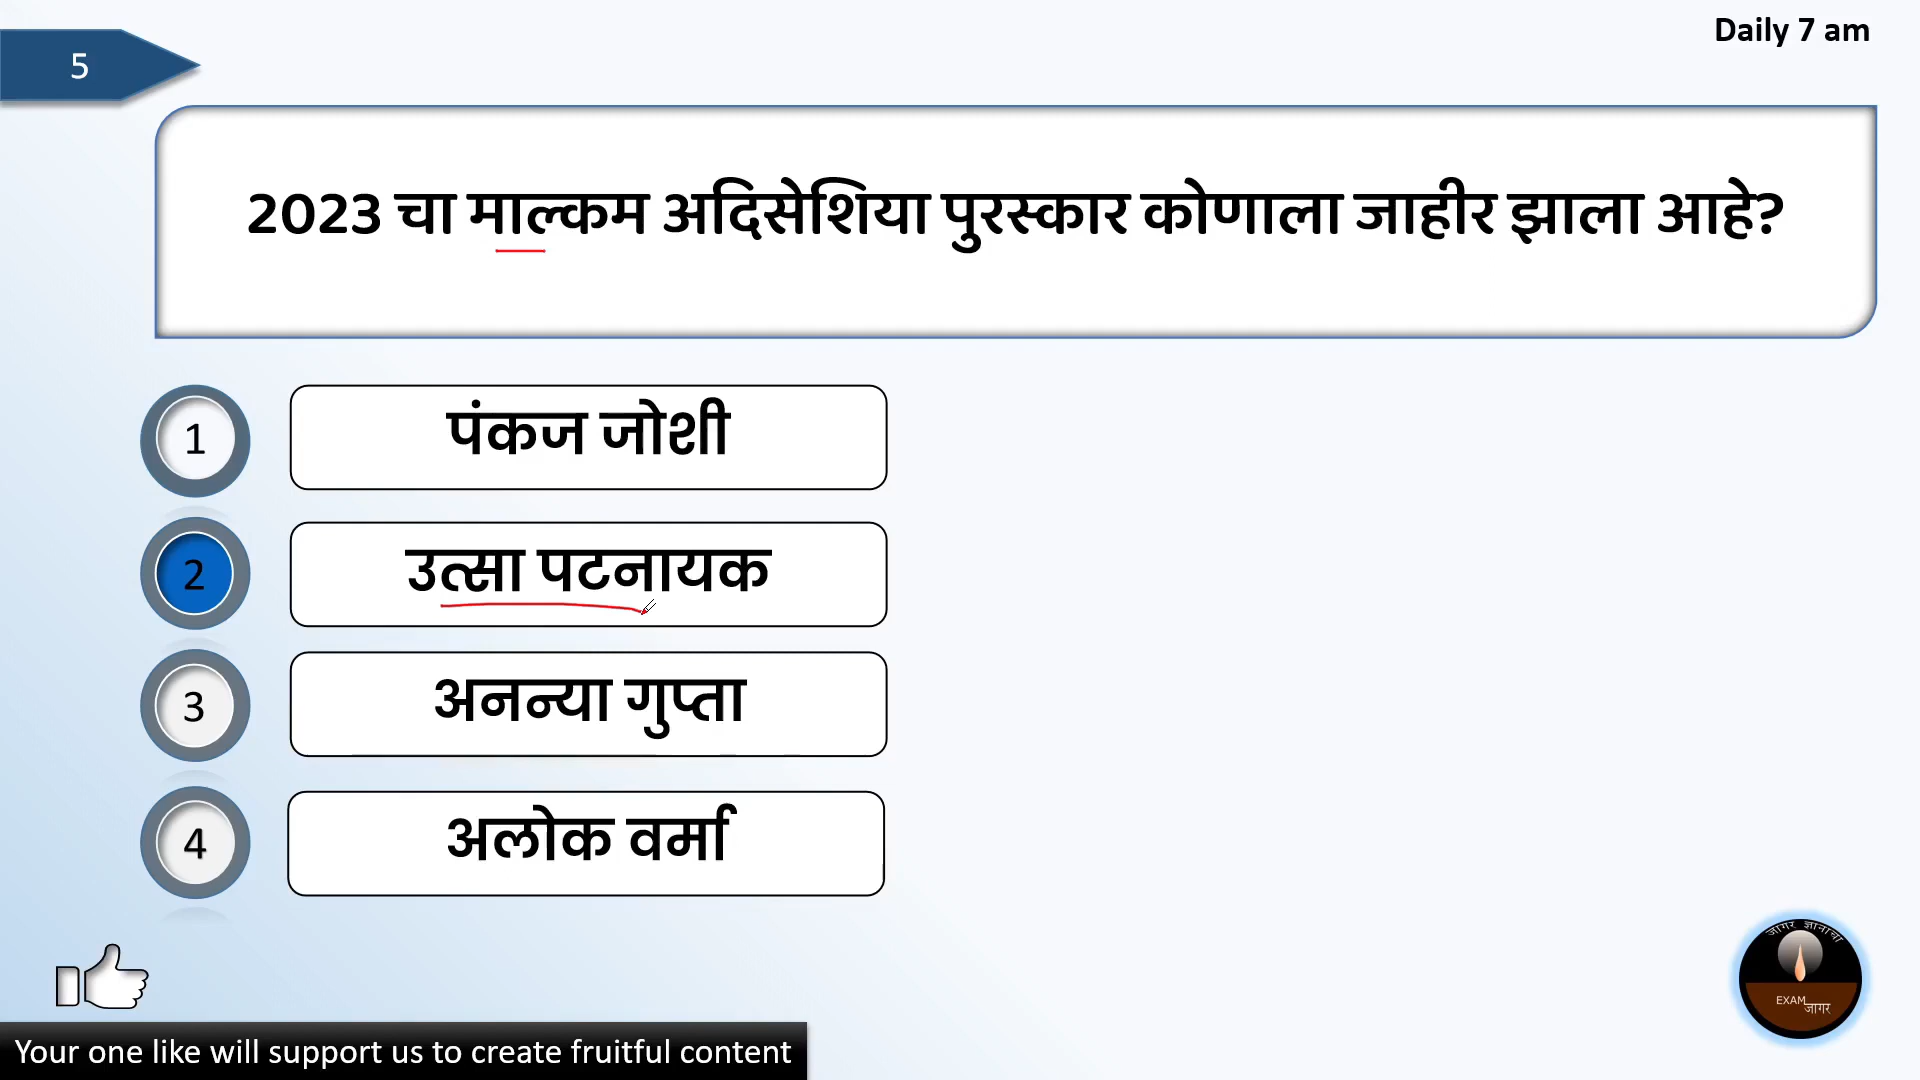 Daily 7 am
5
2023 चा माल्कम अदिसेशिया पुरस्कार कोणाला जाहीर झाला आहे?
1
पंकज जोशी
2
उत्सा पटनायक
3
अनन्या गुप्ता
4
अलोक वर्मा
जागर ज्ञानाचा
EXAM
जागर
Your one like will support us to create fruitful content